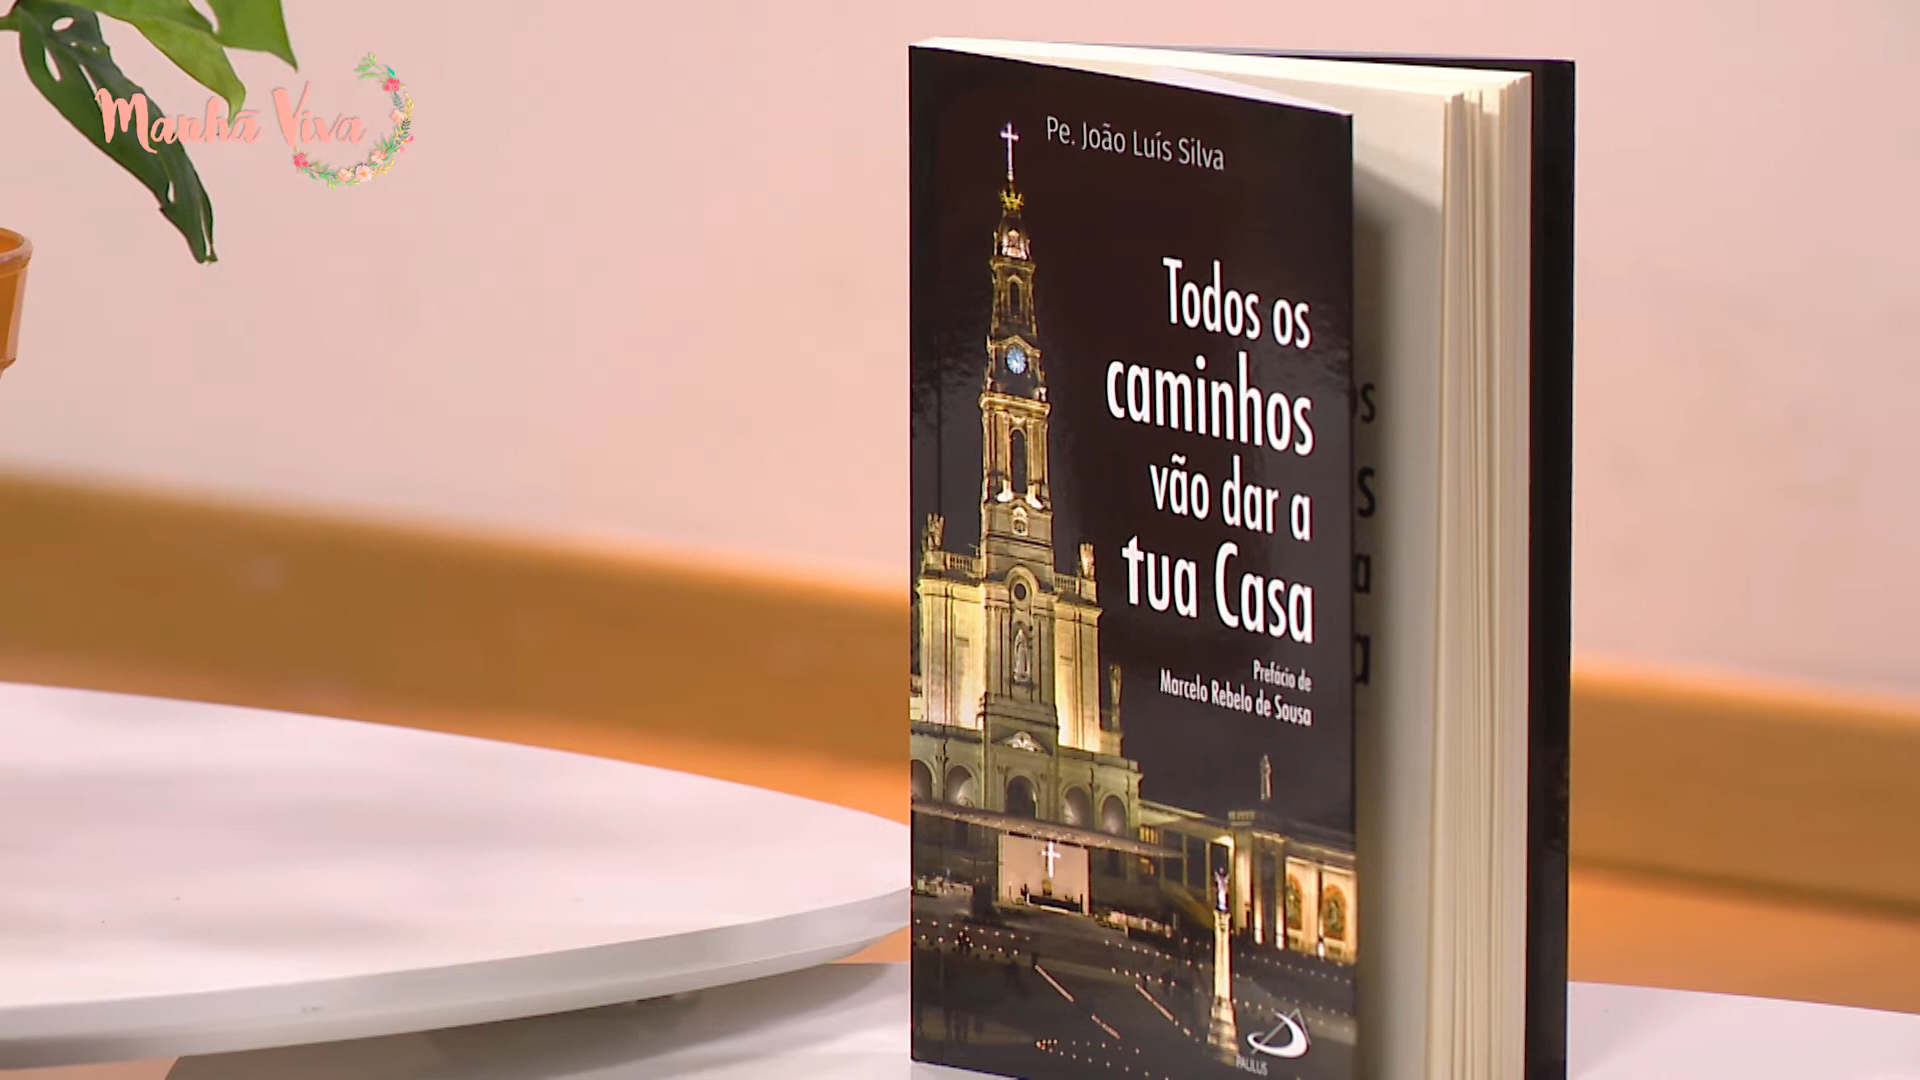 Manhã Viva
Pe. João Luís Silva
Todos os
caminhos
vão dar a
tua Casa
Prefácio de
Marcelo Rebelo de Sousa
PAULUS